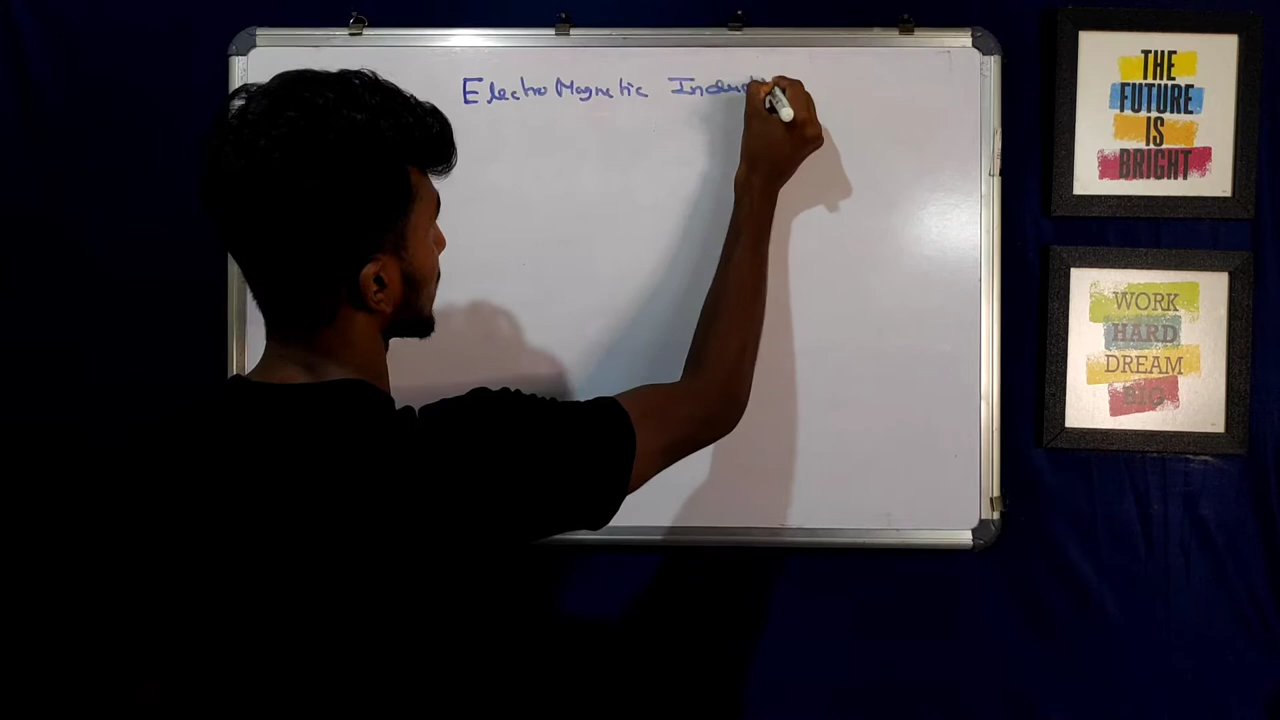 Electro Magnetic
THE
FUTURE
IS
BRIGHT
WORK
HARD
DREAM
BIG